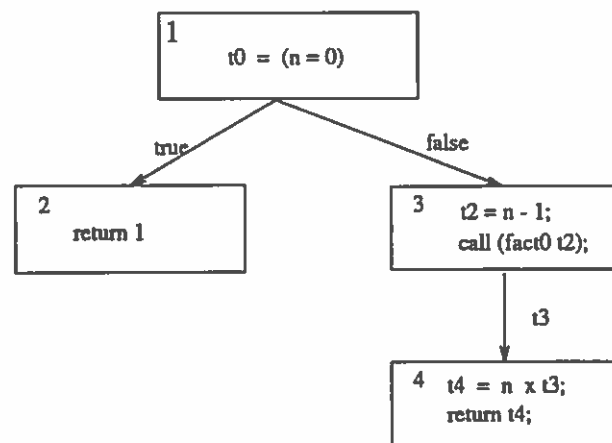 1
t0 = (n = 0)
true
false
2
return 1
3
t2 = n - 1;
call (fact0 t2);
t3
4
t4 = n x t3;
return t4;